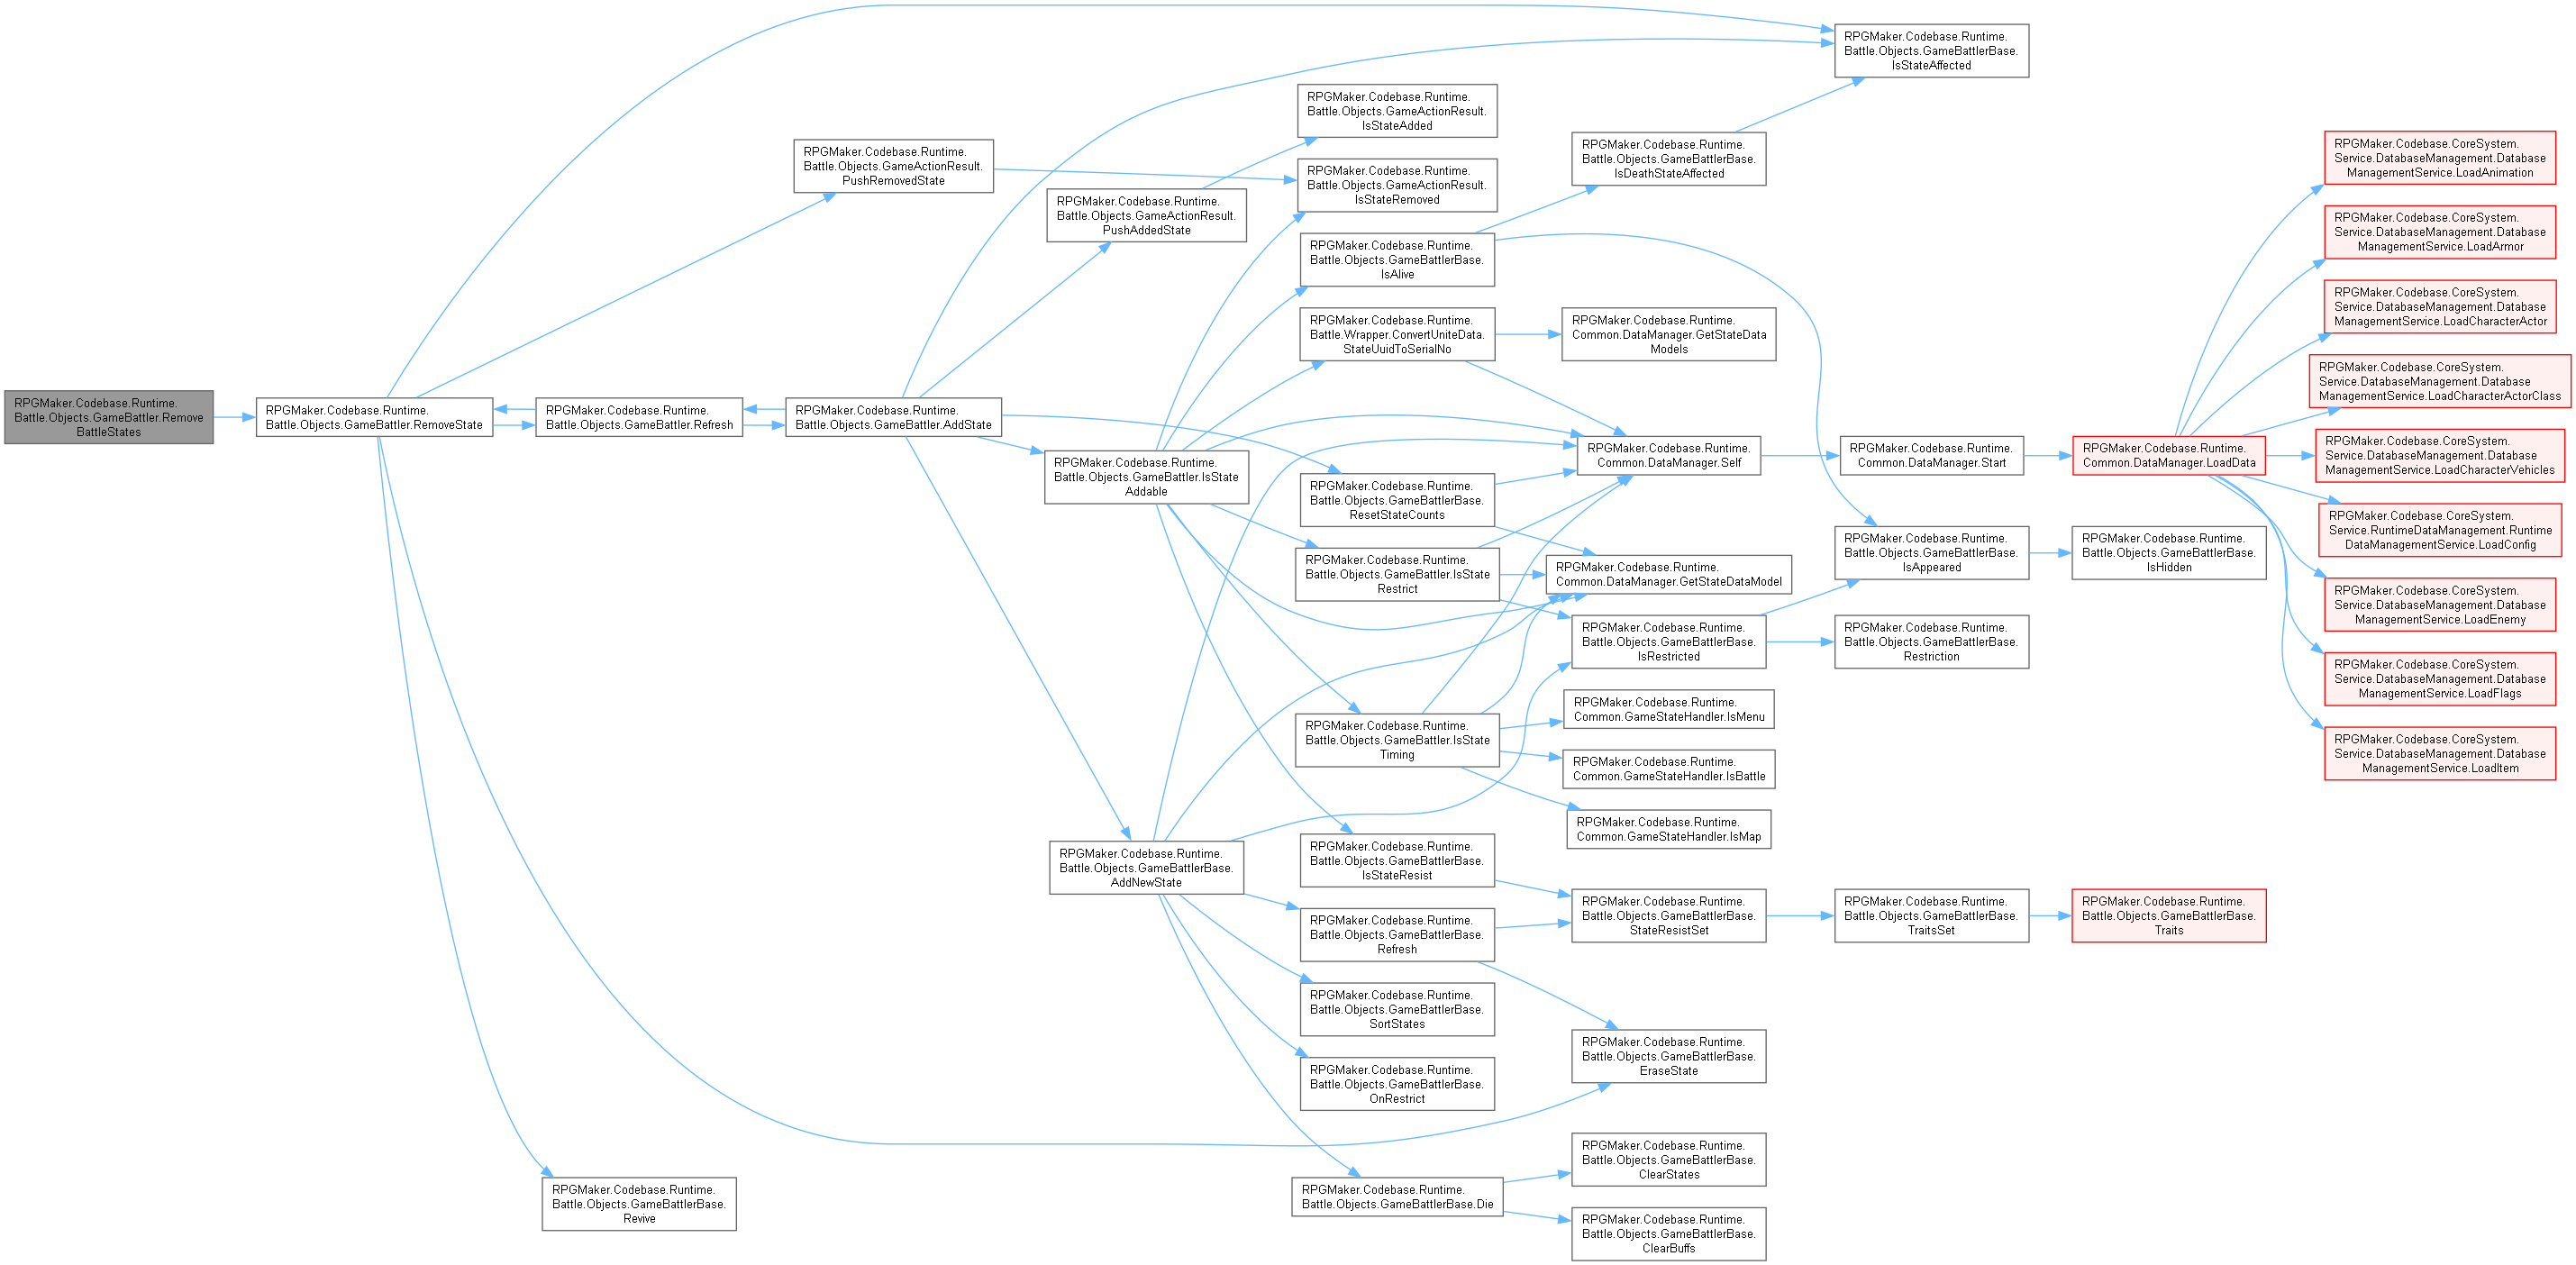 RPGMaker.Codebase.Runtime.
Battle.Objects.GameBattler.Remove
BattleStates
RPGMaker.Codebase.Runtime.
Battle.Objects.GameBattler.RemoveState
RPGMaker.Codebase.Runtime.
Battle.Objects.GameBattler.Refresh
RPGMaker.Codebase.Runtime.
Battle.Objects.GameBattlerBase.
Revive
RPGMaker.Codebase.Runtime.
Battle.Objects.GameActionResult.
PushRemovedState
RPGMaker.Codebase.Runtime.
Battle.Objects.GameBattler.AddState
RPGMaker.Codebase.Runtime.
Battle.Objects.GameActionResult.
PushAddedState
RPGMaker.Codebase.Runtime.
Battle.Objects.GameBattler.IsState
Addable
RPGMaker.Codebase.Runtime.
Battle.Objects.GameBattlerBase.
AddNewState
RPGMaker.Codebase.Runtime.
Battle.Objects.GameActionResult.
IsStateAdded
RPGMaker.Codebase.Runtime.
Battle.Objects.GameActionResult.
IsStateRemoved
RPGMaker.Codebase.Runtime.
Battle.Objects.GameBattlerBase.
IsAlive
RPGMaker.Codebase.Runtime.
Battle.Wrapper.ConvertUniteData.
StateUuidToSerialNo
RPGMaker.Codebase.Runtime.
Battle.Objects.GameBattlerBase.
ResetStateCounts
RPGMaker.Codebase.Runtime.
Battle.Objects.GameBattler.IsState
Restrict
RPGMaker.Codebase.Runtime.
Battle.Objects.GameBattler.IsState
Timing
RPGMaker.Codebase.Runtime.
Battle.Objects.GameBattlerBase.
IsStateResist
RPGMaker.Codebase.Runtime.
Battle.Objects.GameBattlerBase.
Refresh
RPGMaker.Codebase.Runtime.
Battle.Objects.GameBattlerBase.
SortStates
RPGMaker.Codebase.Runtime.
Battle.Objects.GameBattlerBase.
OnRestrict
RPGMaker.Codebase.Runtime.
Battle.Objects.GameBattlerBase.Die
RPGMaker.Codebase.Runtime.
Battle.Objects.GameBattlerBase.
IsDeathStateAffected
RPGMaker.Codebase.Runtime.
Common.DataManager.GetStateData
Models
RPGMaker.Codebase.Runtime.
Common.DataManager.Self
RPGMaker.Codebase.Runtime.
Common.DataManager.GetStateDataModel
RPGMaker.Codebase.Runtime.
Battle.Objects.GameBattlerBase.
IsRestricted
RPGMaker.Codebase.Runtime.
Common.GameStateHandler.IsMenu
RPGMaker.Codebase.Runtime.
Common.GameStateHandler.IsBattle
RPGMaker.Codebase.Runtime.
Common.GameStateHandler.IsMap
RPGMaker.Codebase.Runtime.
Battle.Objects.GameBattlerBase.
StateResistSet
RPGMaker.Codebase.Runtime.
Battle.Objects.GameBattlerBase.
EraseState
RPGMaker.Codebase.Runtime.
Battle.Objects.GameBattlerBase.
ClearStates
RPGMaker.Codebase.Runtime.
Battle.Objects.GameBattlerBase.
ClearBuffs
RPGMaker.Codebase.Runtime.
Battle.Objects.GameBattlerBase.
IsStateAffected
RPGMaker.Codebase.Runtime.
Common.DataManager.Start
RPGMaker.Codebase.Runtime.
Battle.Objects.GameBattlerBase.
IsAppeared
RPGMaker.Codebase.Runtime.
Battle.Objects.GameBattlerBase.
Restriction
RPGMaker.Codebase.Runtime.
Battle.Objects.GameBattlerBase.
TraitsSet
RPGMaker.Codebase.Runtime.
Common.DataManager.LoadData
RPGMaker.Codebase.Runtime.
Battle.Objects.GameBattlerBase.
IsHidden
RPGMaker.Codebase.Runtime.
Battle.Objects.GameBattlerBase.
Traits
RPGMaker.Codebase.CoreSystem.
Service.DatabaseManagement.Database
ManagementService.LoadAnimation
RPGMaker.Codebase.CoreSystem.
Service.DatabaseManagement.Database
ManagementService.LoadArmor
RPGMaker.Codebase.CoreSystem.
Service.DatabaseManagement.Database
ManagementService.LoadCharacterActor
RPGMaker.Codebase.CoreSystem.
Service.DatabaseManagement.Database
ManagementService.LoadCharacterActorClass
RPGMaker.Codebase.CoreSystem.
Service.DatabaseManagement.Database
ManagementService.LoadCharacterVehicles
RPGMaker.Codebase.CoreSystem.
Service.RuntimeDataManagement.Runtime
DataManagementService.LoadConfig
RPGMaker.Codebase.CoreSystem.
Service.DatabaseManagement.Database
ManagementService.LoadEnemy
RPGMaker.Codebase.CoreSystem.
Service.DatabaseManagement.Database
ManagementService.LoadFlags
RPGMaker.Codebase.CoreSystem.
Service.DatabaseManagement.Database
ManagementService.LoadItem